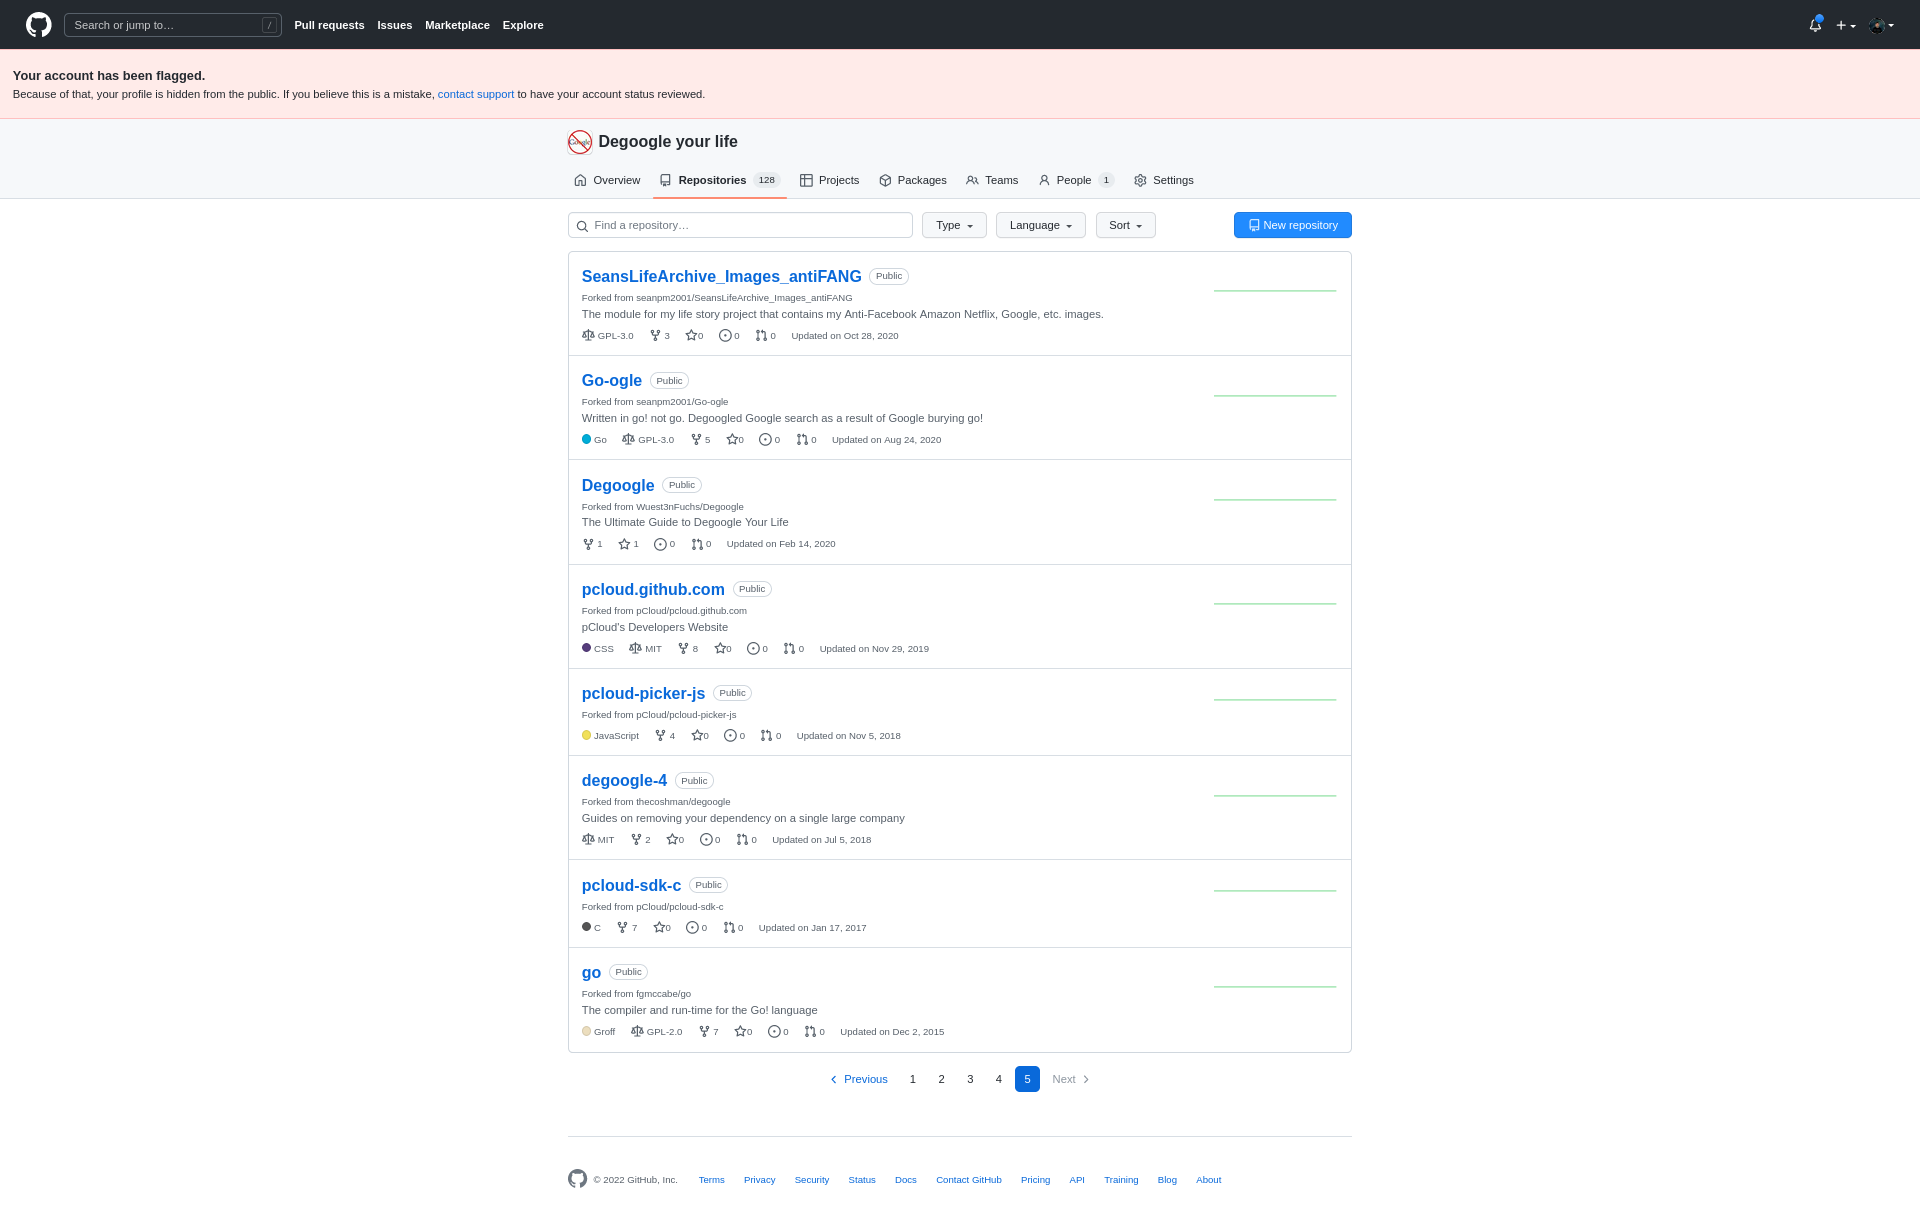 Search or jump to… /
Pull requests Issues Marketplace Explore
Your account has been flagged.
Because of that, your profile is hidden from the public. If you believe this is a mistake, contact support to have your account status reviewed.
Google Degoogle your life
Overview Repositories 128 Projects Packages Teams People 1 Settings
Find a repository… Type Language Sort New repository
SeansLifeArchive_Images_antiFANG Public
Forked from seanpm2001/SeansLifeArchive_Images_antiFANG
The module for my life story project that contains my Anti-Facebook Amazon Netflix, Google, etc. images.
GPL-3.0 3 0 0 0 Updated on Oct 28, 2020
Go-ogle Public
Forked from seanpm2001/Go-ogle
Written in go! not go. Degoogled Google search as a result of Google burying go!
Go GPL-3.0 5 0 0 0 Updated on Aug 24, 2020
Degoogle Public
Forked from Wuest3nFuchs/Degoogle
The Ultimate Guide to Degoogle Your Life
1 1 0 0 Updated on Feb 14, 2020
pcloud.github.com Public
Forked from pCloud/pcloud.github.com
pCloud's Developers Website
CSS MIT 8 0 0 0 Updated on Nov 29, 2019
pcloud-picker-js Public
Forked from pCloud/pcloud-picker-js
JavaScript 4 0 0 0 Updated on Nov 5, 2018
degoogle-4 Public
Forked from thecoshman/degoogle
Guides on removing your dependency on a single large company
MIT 2 0 0 0 Updated on Jul 5, 2018
pcloud-sdk-c Public
Forked from pCloud/pcloud-sdk-c
C 7 0 0 0 Updated on Jan 17, 2017
go Public
Forked from fgmccabe/go
The compiler and run-time for the Go! language
Groff GPL-2.0 7 0 0 0 Updated on Dec 2, 2015
Previous 1 2 3 4 5 Next
© 2022 GitHub, Inc. Terms Privacy Security Status Docs Contact GitHub Pricing API Training Blog About